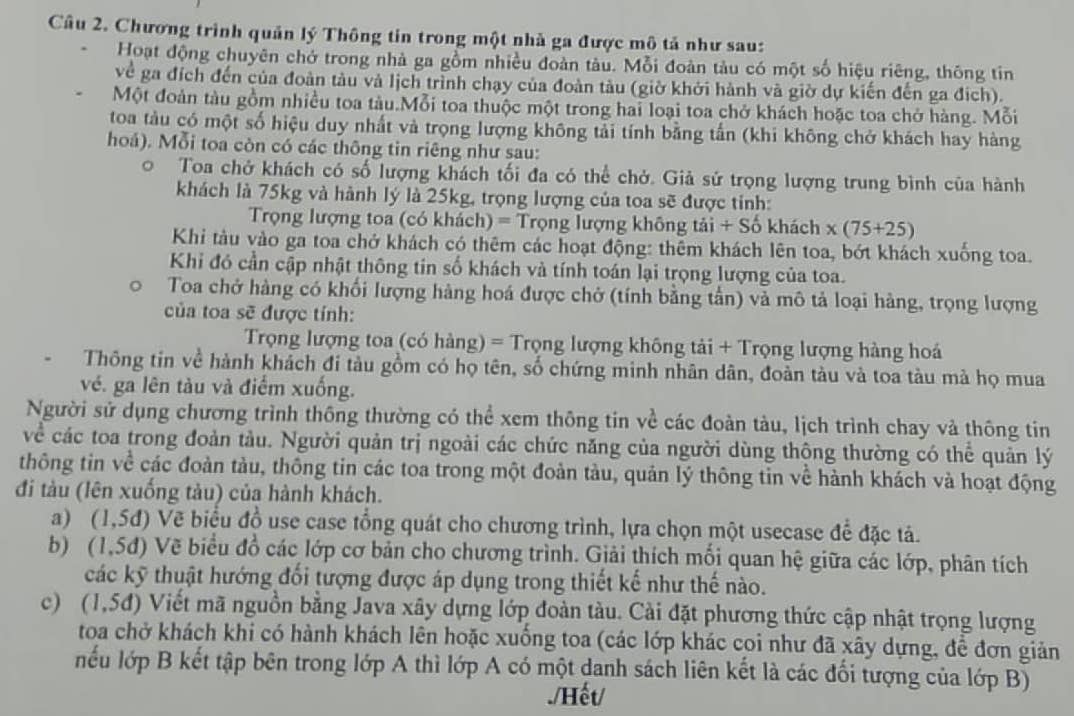 Câu 2. Chương trình quản lý Thông tin trong một nhà ga được mô tả như sau:
- Hoạt động chuyên chở trong nhà ga gồm nhiều đoàn tàu. Mỗi đoàn tàu có một số hiệu riêng, thông tin
về ga đích đến của đoàn tàu và lịch trình chạy của đoàn tàu (giờ khởi hành và giờ dự kiến đến ga đích).
- Một đoàn tàu gồm nhiều toa tàu.Mỗi toa thuộc một trong hai loại toa chở khách hoặc toa chở hàng. Mỗi
toa tàu có một số hiệu duy nhất và trọng lượng không tải tính bằng tấn (khi không chở khách hay hàng
hoá). Mỗi toa còn có các thông tin riêng như sau:
o Toa chở khách có số lượng khách tối đa có thể chở. Giả sử trọng lượng trung bình của hành
khách là 75kg và hành lý là 25kg, trọng lượng của toa sẽ được tính:
Trọng lượng toa (có khách) = Trọng lượng không tải + Số khách x (75+25)
Khi tàu vào ga toa chở khách có thêm các hoạt động: thêm khách lên toa, bớt khách xuống toa.
Khi đó cần cập nhật thông tin số khách và tính toán lại trọng lượng của toa.
o Toa chở hàng có khối lượng hàng hoá được chở (tính bằng tấn) và mô tả loại hàng, trọng lượng
của toa sẽ được tính:
Trọng lượng toa (có hàng) = Trọng lượng không tải + Trọng lượng hàng hoá
- Thông tin về hành khách đi tàu gồm có họ tên, số chứng minh nhân dân, đoàn tàu và toa tàu mà họ mua
vé. ga lên tàu và điểm xuống.
Người sử dụng chương trình thông thường có thể xem thông tin về các đoàn tàu, lịch trình chay và thông tin
về các toa trong đoàn tàu. Người quản trị ngoài các chức năng của người dùng thông thường có thể quản lý
thông tin về các đoàn tàu, thông tin các toa trong một đoàn tàu, quản lý thông tin về hành khách và hoạt động
đi tàu (lên xuống tàu) của hành khách.
a) (1,5đ) Vẽ biểu đồ use case tổng quát cho chương trình, lựa chọn một usecase để đặc tả.
b) (1,5đ) Vẽ biểu đồ các lớp cơ bản cho chương trình. Giải thích mối quan hệ giữa các lớp, phân tích
các kỹ thuật hướng đối tượng được áp dụng trong thiết kế như thế nào.
c) (1,5đ) Viết mã nguồn bằng Java xây dựng lớp đoàn tàu. Cài đặt phương thức cập nhật trọng lượng
toa chở khách khi có hành khách lên hoặc xuống toa (các lớp khác coi như đã xây dựng, để đơn giản
nếu lớp B kết tập bên trong lớp A thì lớp A có một danh sách liên kết là các đối tượng của lớp B)
./Hết/